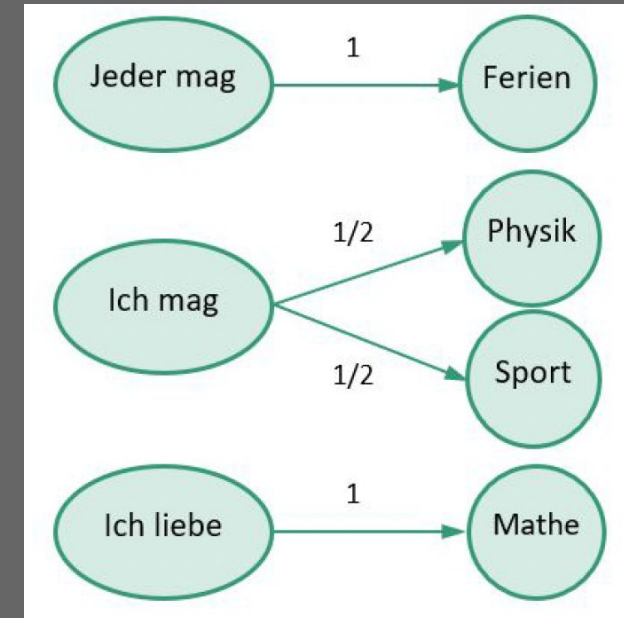 Jeder mag
1
Ferien
Ich mag
1/2
Physik
1/2
Sport
Ich liebe
1
Mathe